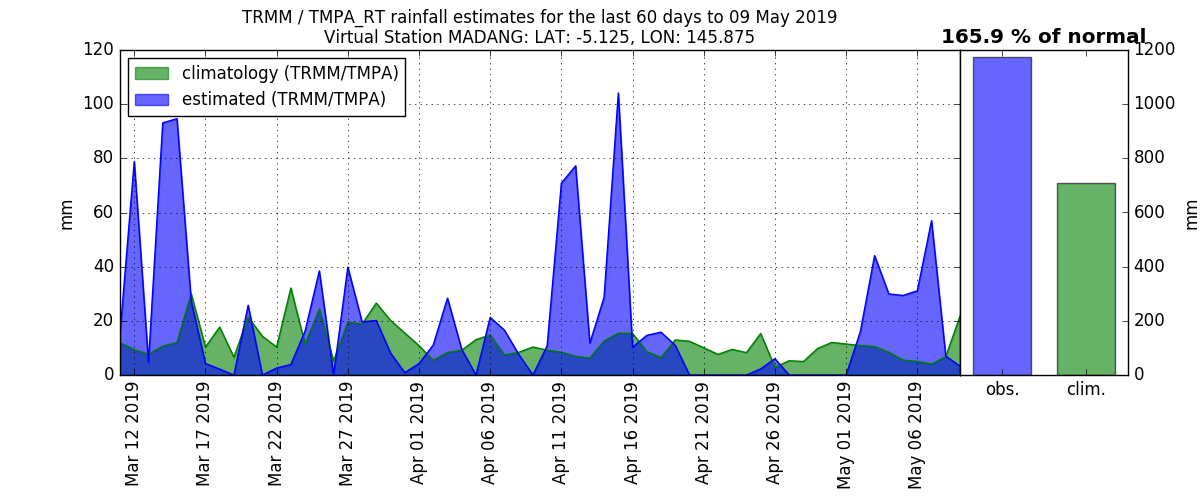 TRMM / TMPA_RT rainfall estimates for the last 60 days to 09 May 2019
Virtual Station MADANG: LAT: -5.125, LON: 145.875
165.9 % of normal
climatology (TRMM/TMPA)
estimated (TRMM/TMPA)
120
100
80
60
40
20
0
mm
Mar 12 2019
Mar 17 2019
Mar 22 2019
Mar 27 2019
Apr 01 2019
Apr 06 2019
Apr 11 2019
Apr 16 2019
Apr 21 2019
Apr 26 2019
May 01 2019
May 06 2019
obs.
clim.
1200
1000
800
600
400
200
0
mm